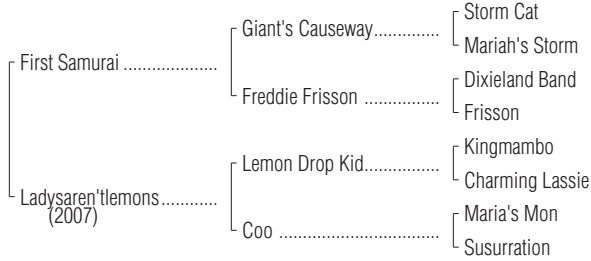 Storm Cat
Giant's Causeway..............
Mariah's Storm
First Samurai ....................
Dixieland Band
Freddie Frisson ................
Frisson
Kingmambo
Lemon Drop Kid................
Charming Lassie
Ladysaren'tlemons............
(2007)
Maria's Mon
Coo ..................................
Susurration